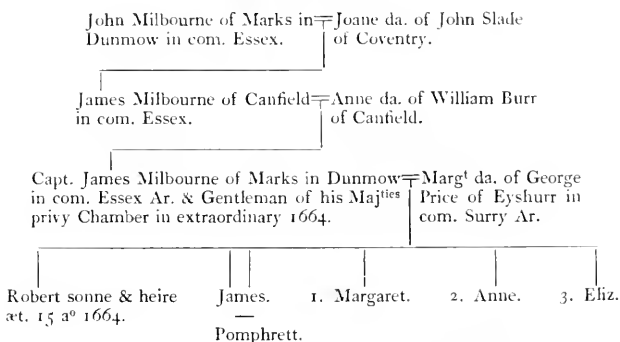 John Milbourne of Marks in Dunmow in com. Essex.
Joane da. of John Slade of Coventry.
James Milbourne of Canfield in com. Essex.
Anne da. of William Burr of Canfield.
Capt. James Milbourne of Marks in Dunmow
in com. Essex Ar. & Gentleman of his Maj^ties
privy Chamber in extraordinary 1664.
Marg^t da. of George
Price of Eyshurr in
com. Surry Ar.
Robert sonne & heire
æt. 15 a^o 1664.
James.
—
Pomphrett.
1. Margaret.
2. Anne.
3. Eliz.